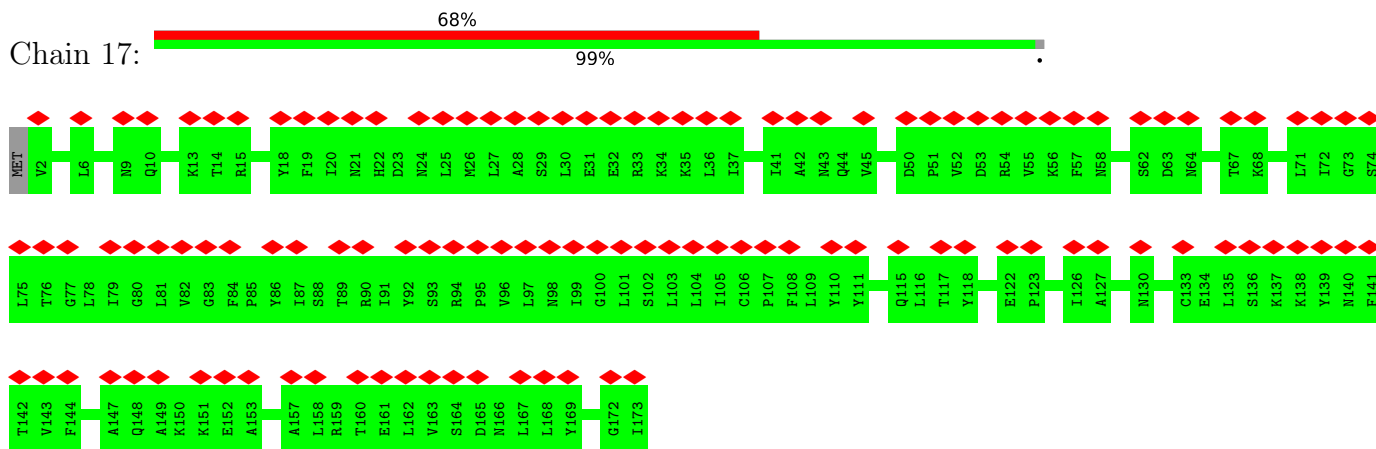 68%
Chain 17:
99%
.
MET V2 L6 N9 Q10 K13 T14 R15 Y18 F19 I20 N21 H22 D23 N24 L25 M26 L27 A28 S29 L30 E31 E32 R33 K34 K35 L36 I37 I41 A42 N43 Q44 V45 D50 P51 V52 D53 R54 V55 K56 F57 N58 S62 D63 N64 T67 K68 L71 I72 G73 S74
L75 T76 G77 L78 I79 G80 L81 V82 G83 F84 P85 Y86 I87 S88 T89 R90 I91 Y92 S93 R94 P95 V96 L97 N98 I99 G100 L101 S102 L103 L104 I105 C106 P107 F108 L109 Y110 Y111 Q115 L116 T117 Y118 E122 P123 I126 A127 N130 C133 E134 L135 S136 K137 K138 Y139 N140 F141
T142 V143 F144 A147 Q148 A149 K150 K151 E152 A153 A157 L158 R159 T160 E161 L162 V163 S164 D165 N166 L167 L168 Y169 G172 I173